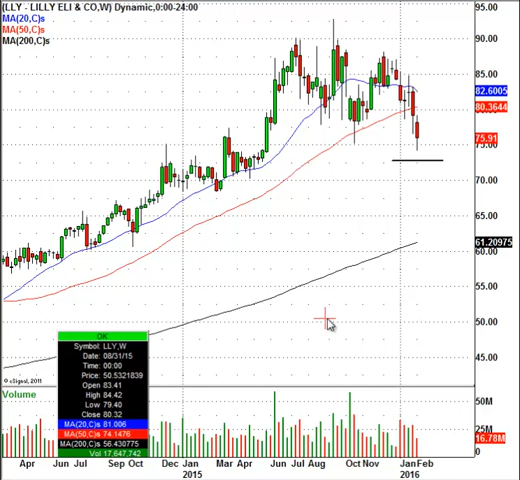 (LLY - LILLY ELI & CO,W) Dynamic,0:00-24:00
MA(20,C)s
MA(50,C)s
MA(200,C)s
95.00
90.00
85.00
82.6005
80.3644
75.91
75.00
70.00
65.00
61.20975
60.00
55.00
50.00
45.00
OK
Symbol: LLY,W
Date: 08/31/15
Time: 00:00
Price: 50.5321839
Open 83.41
High 84.42
Low 79.40
Close 80.32
MA(20,C)s 81.006
MA(50,C)s 74.1476
MA(200,C)s 56.430775
Vol 17,647,742
© eSignal, 2011
Volume
50M
25M
16.78M
Apr Jun Jul Sep Oct Dec Jan Mar Apr Jun Jul Aug Oct Nov Jan Feb
2015 2016